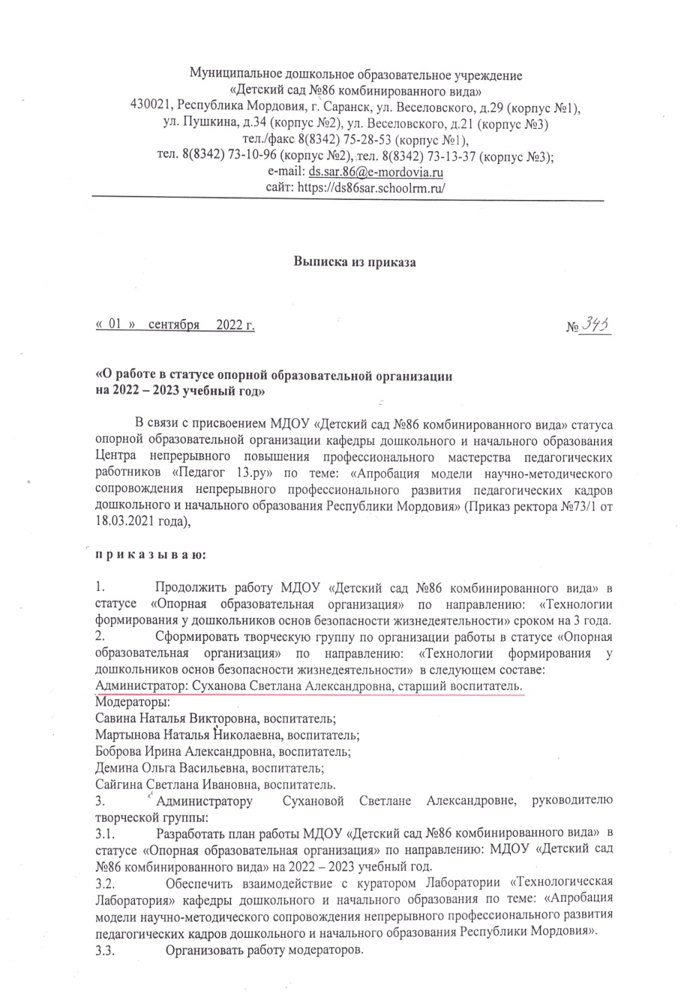 Муниципальное дошкольное образовательное учреждение
«Детский сад №86 комбинированного вида»
430021, Республика Мордовия, г. Саранск, ул. Веселовского, д.29 (корпус №1),
ул. Пушкина, д.34 (корпус №2), ул. Веселовского, д.21 (корпус №3)
тел./факс 8(8342) 75-28-53 (корпус №1),
тел. 8(8342) 73-10-96 (корпус №2), тел. 8(8342) 73-13-37 (корпус №3);
e-mail: ds.sar.86@e-mordovia.ru
сайт: https://ds86sar.schoolrm.ru/
Выписка из приказа
« 01 » сентября 2022 г. №
«О работе в статусе опорной образовательной организации
на 2022 – 2023 учебный год»
В связи с присвоением МДОУ «Детский сад №86 комбинированного вида» статуса
опорной образовательной организации кафедры дошкольного и начального образования
Центра непрерывного повышения профессионального мастерства педагогических
работников «Педагог 13.ру» по теме: «Апробация модели научно-методического
сопровождения непрерывного профессионального развития педагогических кадров
дошкольного и начального образования Республики Мордовия» (Приказ ректора №73/1 от
18.03.2021 года),
п р и к а з ы в а ю:
1. Продолжить работу МДОУ «Детский сад №86 комбинированного вида» в
статусе «Опорная образовательная организация» по направлению: «Технологии
формирования у дошкольников основ безопасности жизнедеятельности» сроком на 3 года.
2. Сформировать творческую группу по организации работы в статусе «Опорная
образовательная организация» по направлению: «Технологии формирования у
дошкольников основ безопасности жизнедеятельности» в следующем составе:
Администратор: Суханова Светлана Александровна, старший воспитатель.
Модераторы:
Савина Наталья Викторовна, воспитатель;
Мартынова Наталья Николаевна, воспитатель;
Боброва Ирина Александровна, воспитатель;
Демина Ольга Васильевна, воспитатель;
Сайгина Светлана Ивановна, воспитатель.
3. Администратору Сухановой Светлане Александровне, руководителю
творческой группы:
3.1. Разработать план работы МДОУ «Детский сад №86 комбинированного вида» в
статусе «Опорная образовательная организация» по направлению: МДОУ «Детский сад
№86 комбинированного вида» на 2022 – 2023 учебный год.
3.2. Обеспечить взаимодействие с куратором Лаборатории «Технологическая
Лаборатория» кафедры дошкольного и начального образования по теме: «Апробация
модели научно-методического сопровождения непрерывного профессионального развития
педагогических кадров дошкольного и начального образования Республики Мордовия».
3.3. Организовать работу модераторов.